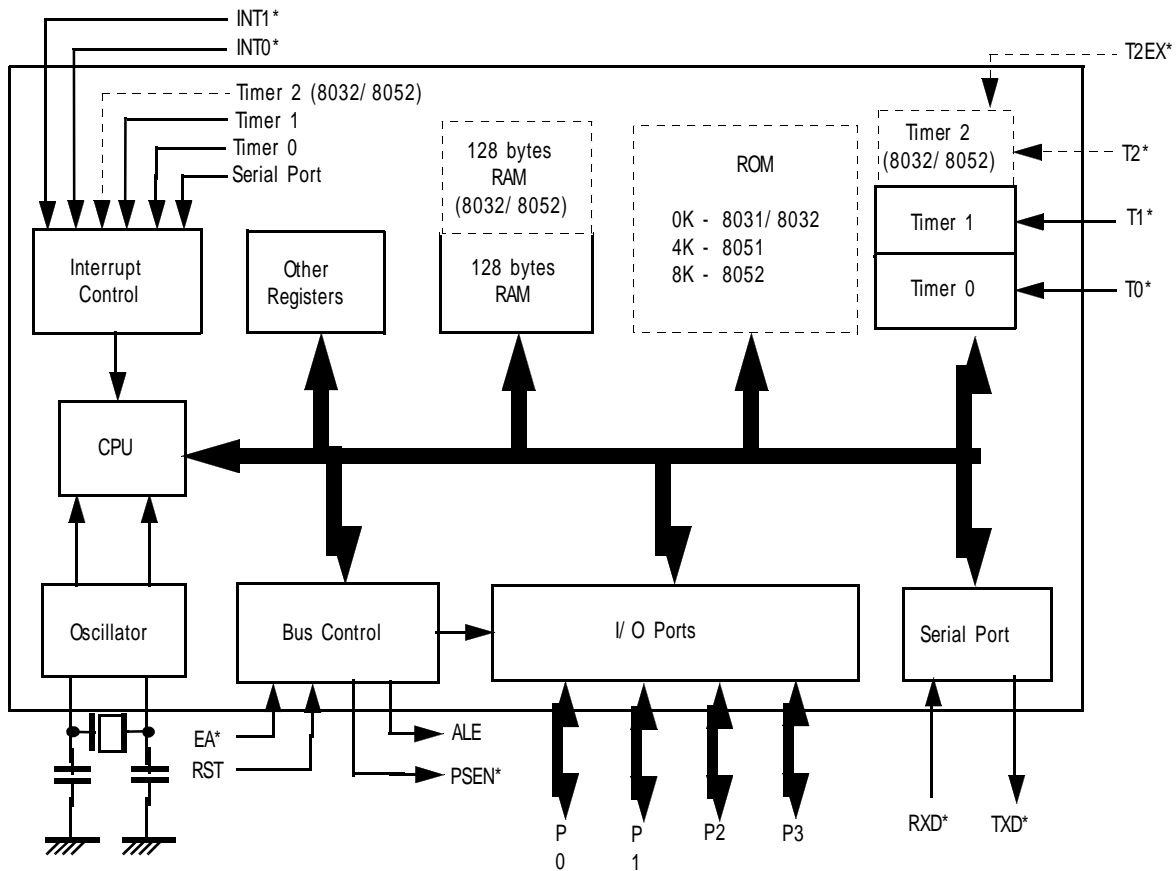 INT1*
INT0*
T2EX*
Timer 2 (8032/ 8052)
Timer 1
Timer 0
Serial Port
128 bytes
RAM
(8032/ 8052)
128 bytes
RAM
ROM
0K - 8031/ 8032
4K - 8051
8K - 8052
Timer 2
(8032/ 8052)
T2*
Timer 1
T1*
Timer 0
T0*
Interrupt
Control
Other
Registers
CPU
Oscillator
Bus Control
I/ O Ports
Serial Port
EA*
RST
ALE
PSEN*
P
0
P
1
P2
P3
RXD*
TXD*